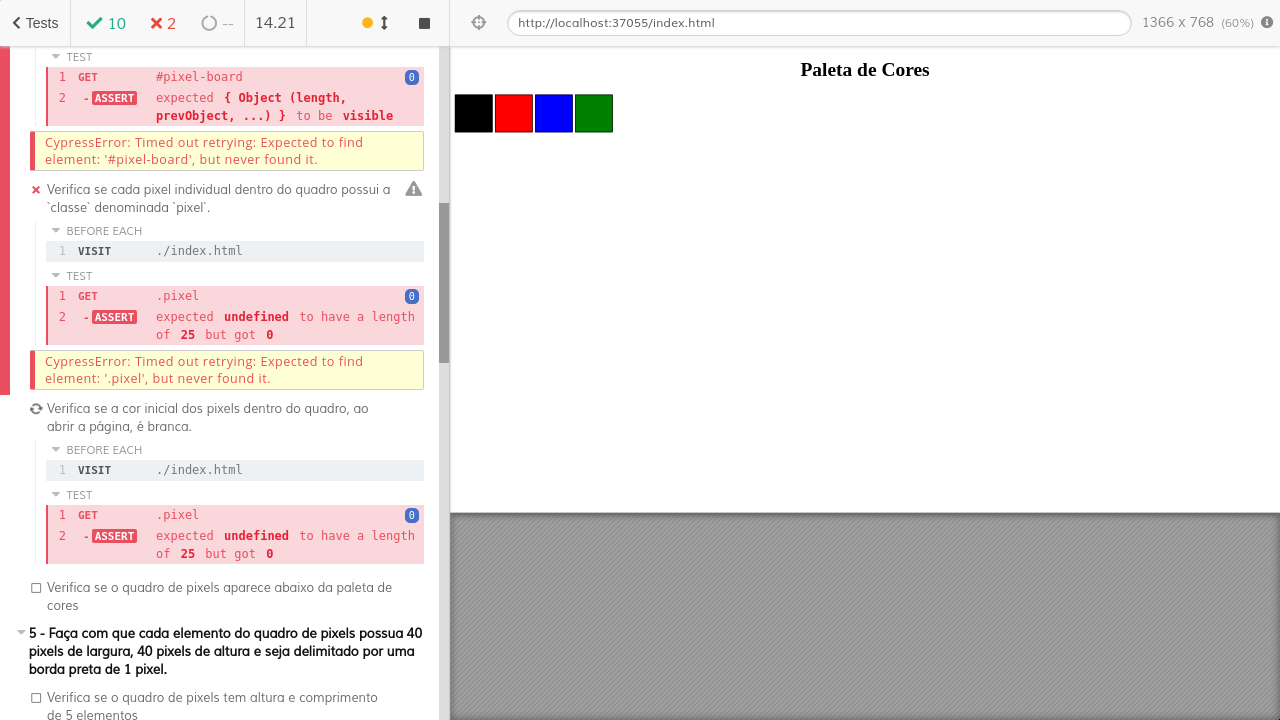 Tests
10
2
--
14.21
http://localhost:37055/index.html
1366 x 768 (60%)
TEST
1 GET #pixel-board 0
2 -ASSERT expected { Object (length,
prevObject, ...) } to be visible
CypressError: Timed out retrying: Expected to find
element: '#pixel-board', but never found it.
Verifica se cada pixel individual dentro do quadro possui a
`classe` denominada `pixel`.
BEFORE EACH
1 VISIT ./index.html
TEST
1 GET .pixel 0
2 -ASSERT expected undefined to have a length
of 25 but got 0
CypressError: Timed out retrying: Expected to find
element: '.pixel', but never found it.
Verifica se a cor inicial dos pixels dentro do quadro, ao
abrir a página, é branca.
BEFORE EACH
1 VISIT ./index.html
TEST
1 GET .pixel 0
2 -ASSERT expected undefined to have a length
of 25 but got 0
Verifica se o quadro de pixels aparece abaixo da paleta de
cores
5 - Faça com que cada elemento do quadro de pixels possua 40
pixels de largura, 40 pixels de altura e seja delimitado por uma
borda preta de 1 pixel.
Verifica se o quadro de pixels tem altura e comprimento
de 5 elementos
Paleta de Cores